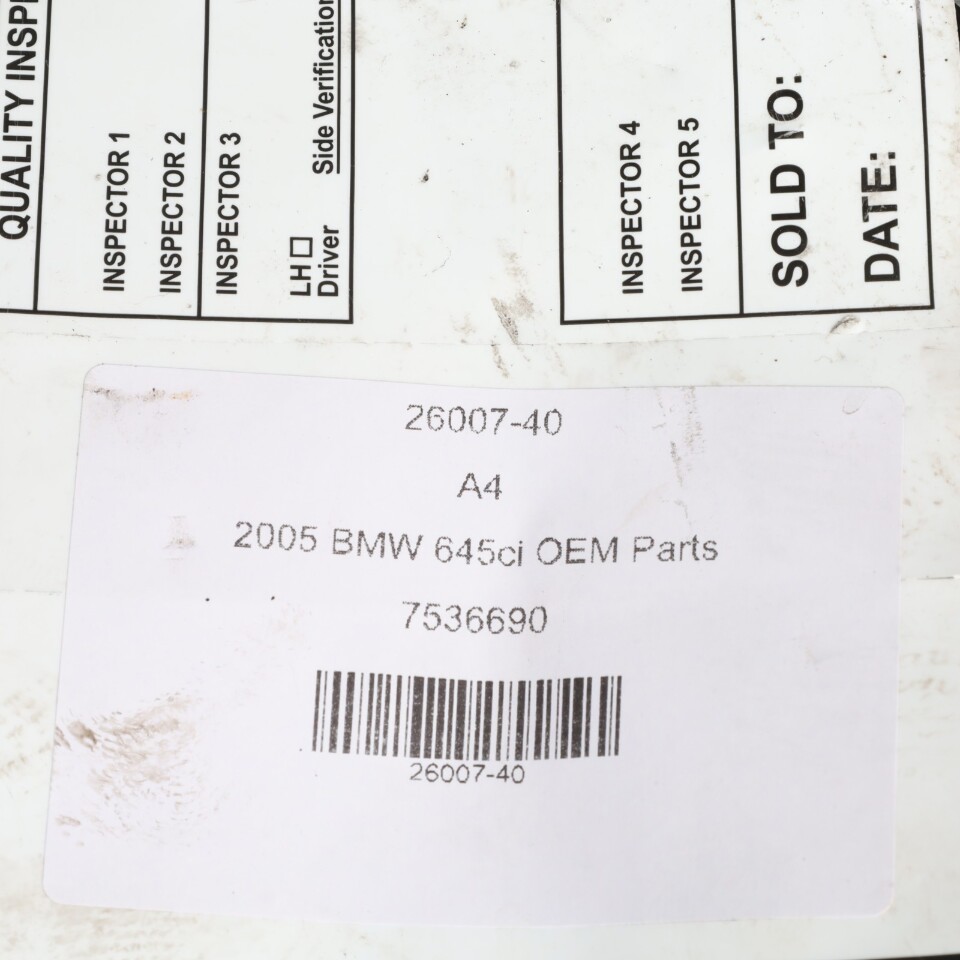 QUALITY INSP
INSPECTOR 1
INSPECTOR 2
INSPECTOR 3
LH☐
Driver Side Verification
INSPECTOR 4
INSPECTOR 5
SOLD TO:
DATE:
26007-40
A4
2005 BMW 645ci OEM Parts
7536690
26007-40